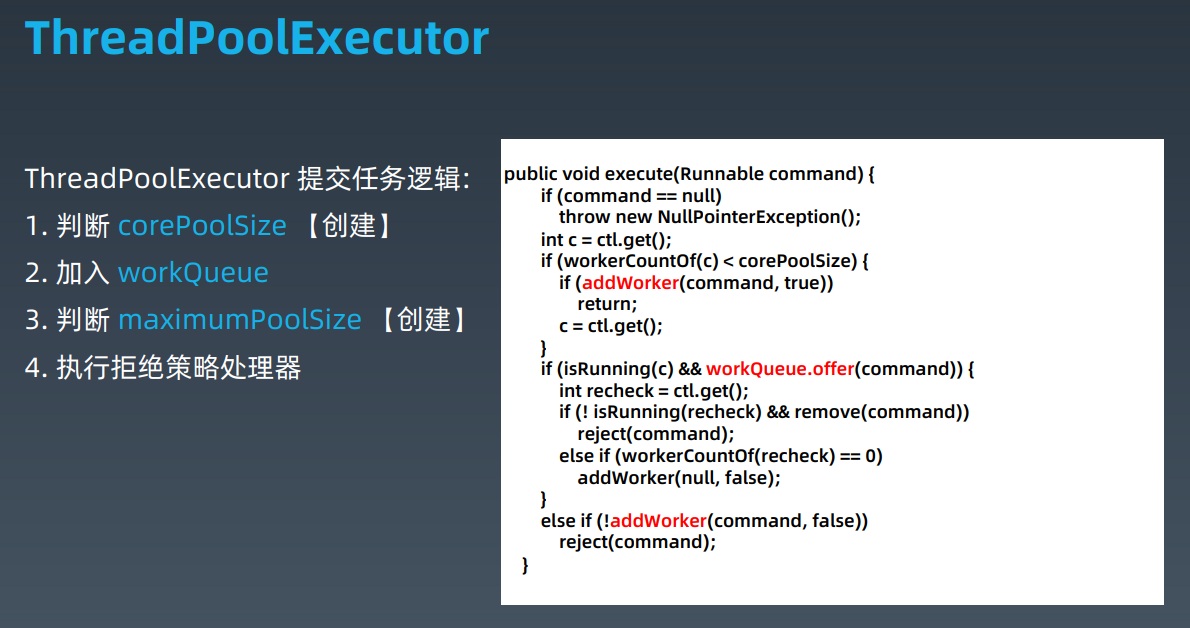 ThreadPoolExecutor
ThreadPoolExecutor 提交任务逻辑:
1. 判断 corePoolSize 【创建】
2. 加入 workQueue
3. 判断 maximumPoolSize 【创建】
4. 执行拒绝策略处理器
public void execute(Runnable command) {
if (command == null)
throw new NullPointerException();
int c = ctl.get();
if (workerCountOf(c) < corePoolSize) {
if (addWorker(command, true))
return;
c = ctl.get();
}
if (isRunning(c) && workQueue.offer(command)) {
int recheck = ctl.get();
if (! isRunning(recheck) && remove(command))
reject(command);
else if (workerCountOf(recheck) == 0)
addWorker(null, false);
}
else if (!addWorker(command, false))
reject(command);
}